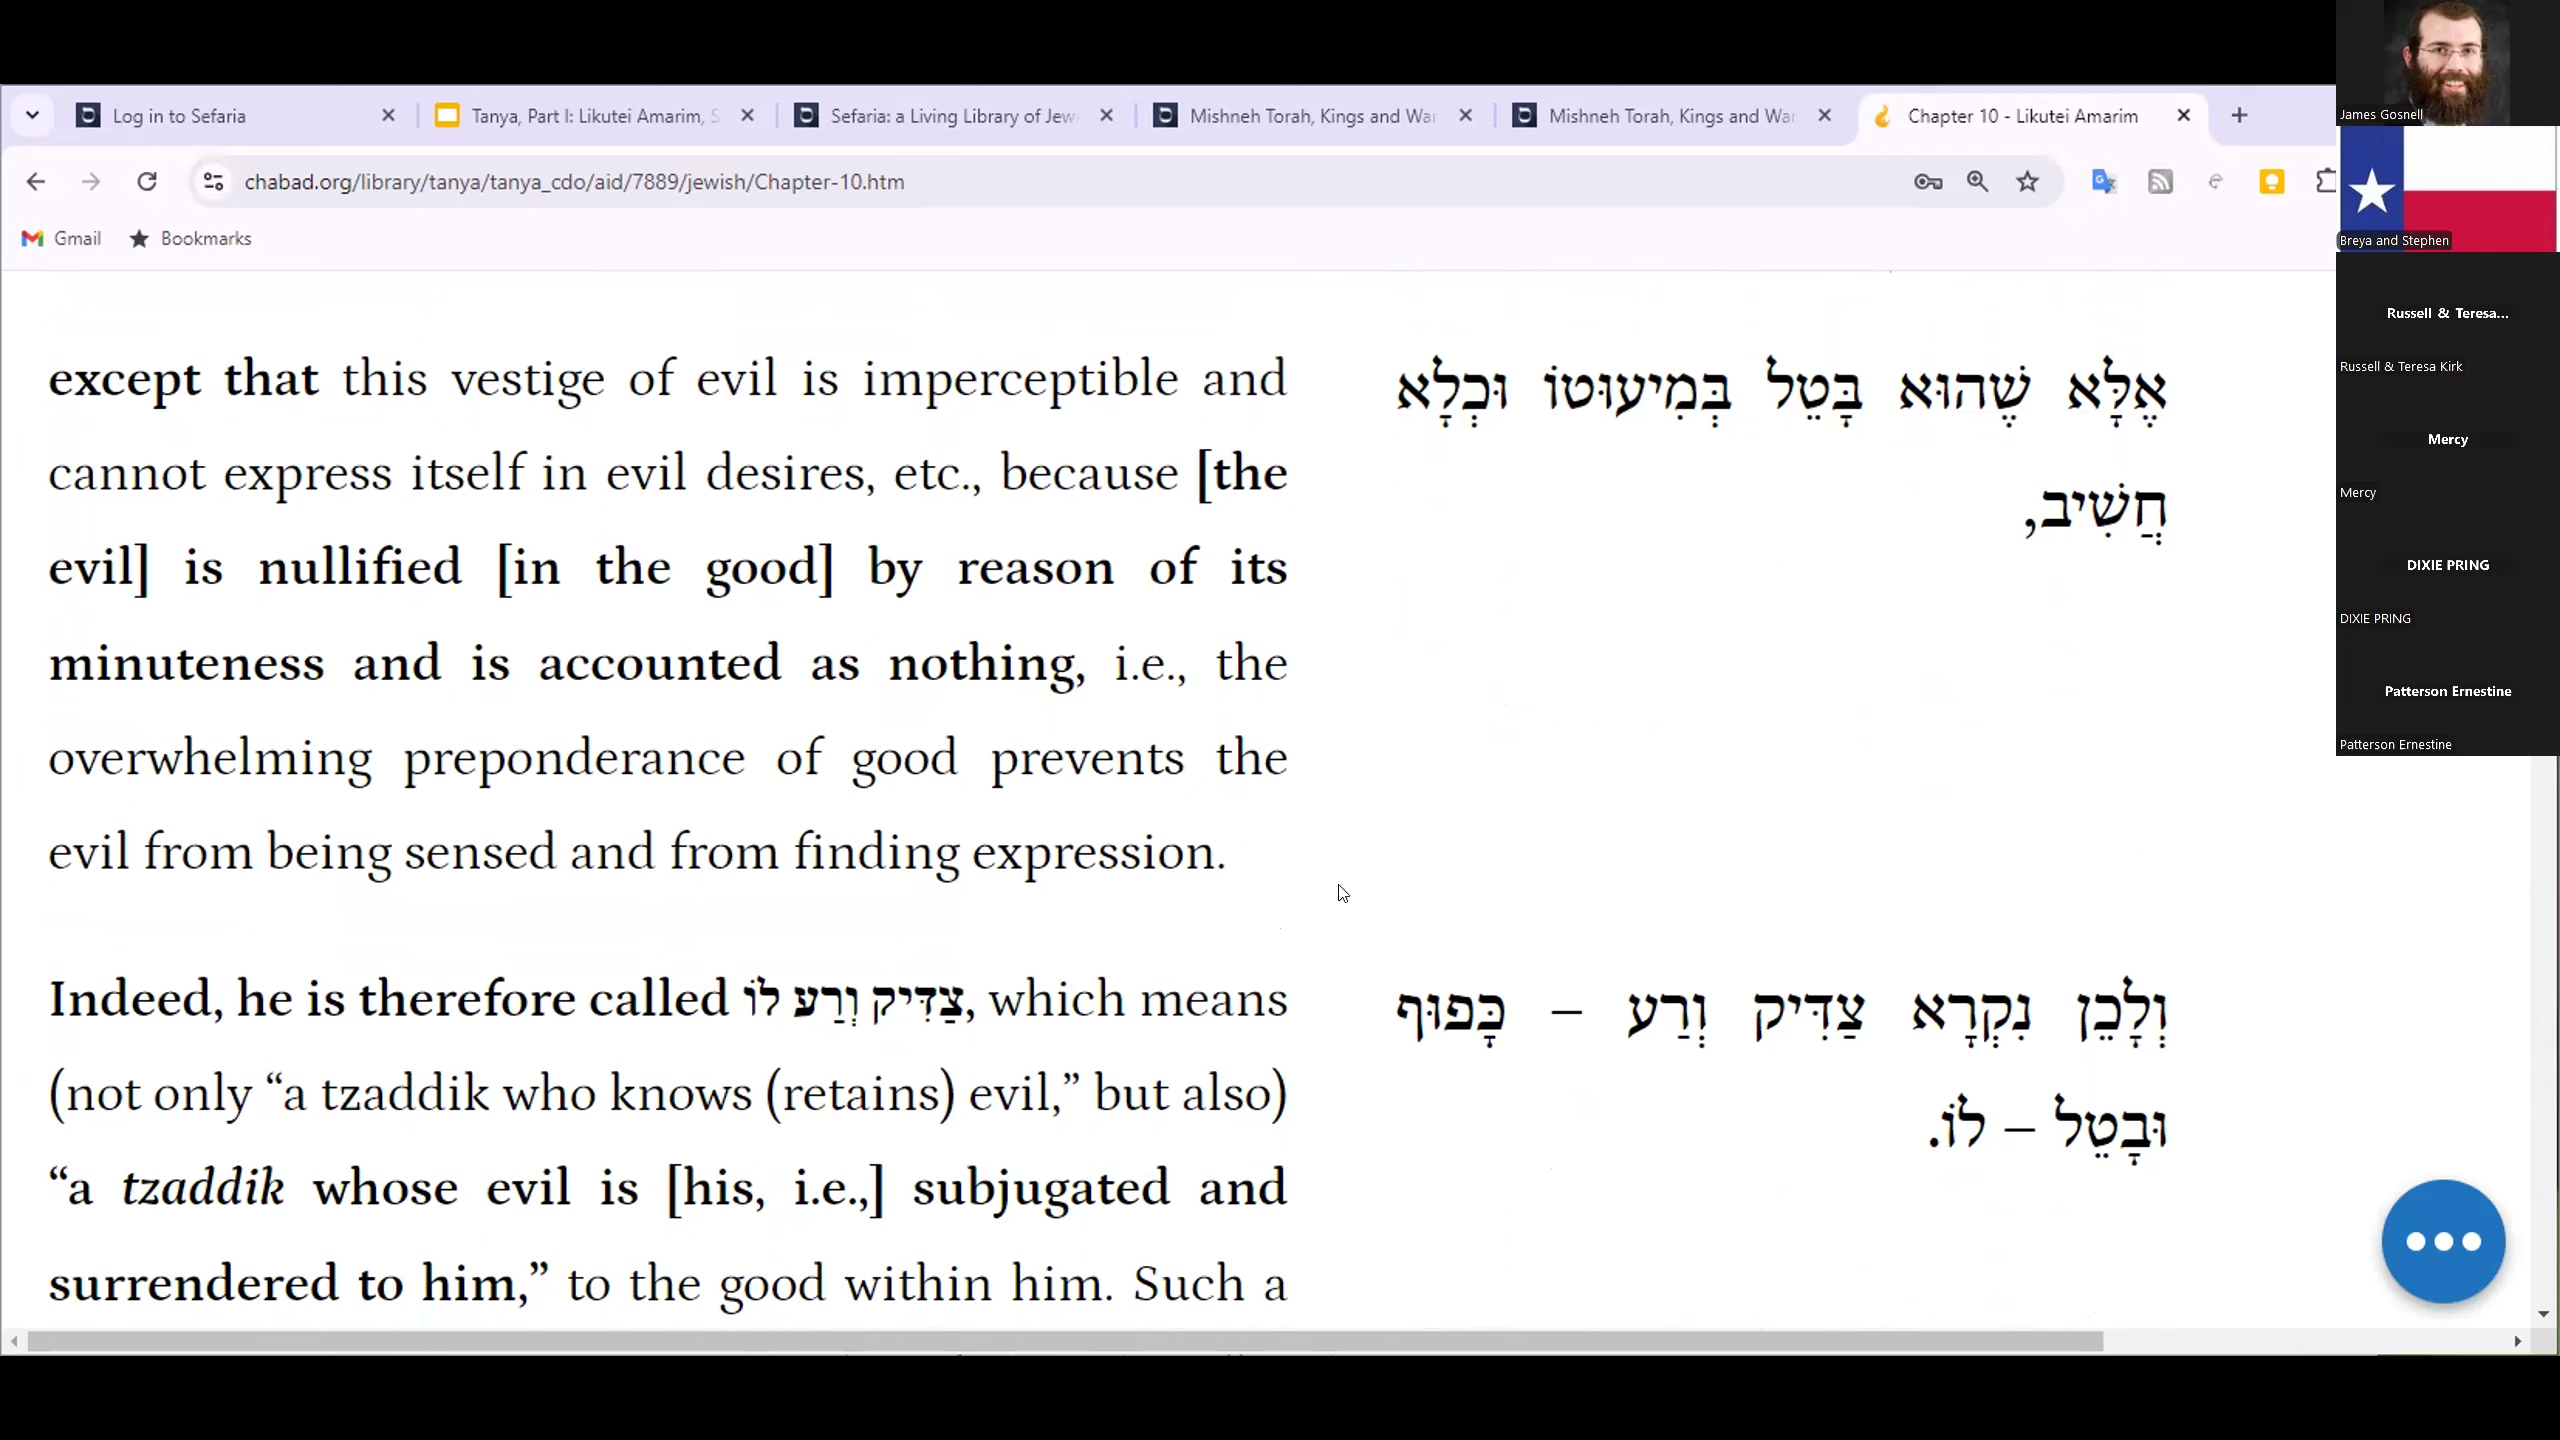 Log in to Sefaria
Tanya, Part I: Likutei Amarim, S
Sefaria: a Living Library of Jew
Mishneh Torah, Kings and War
Mishneh Torah, Kings and War
Chapter 10 - Likutei Amarim
chabad.org/library/tanya/tanya_cdo/aid/7889/jewish/Chapter-10.htm
Gmail
Bookmarks
except that this vestige of evil is imperceptible and
cannot express itself in evil desires, etc., because [the
evil] is nullified [in the good] by reason of its
minuteness and is accounted as nothing, i.e., the
overwhelming preponderance of good prevents the
evil from being sensed and from finding expression.
Indeed, he is therefore called צַדִּיק וְרַע לוֹ, which means
(not only “a tzaddik who knows (retains) evil,” but also)
“a tzaddik whose evil is [his, i.e.,] subjugated and
surrendered to him,” to the good within him. Such a
אֶלָּא שֶׁהוּא בָּטֵל בְּמִיעוּטוֹ וּכְלָא
חֲשִׁיב,
וְלָכֵן נִקְרָא צַדִּיק וְרַע – כָּפוּף
וּבָטֵל – לוֹ.
James Gosnell
Breya and Stephen
Russell & Teresa...
Russell & Teresa Kirk
Mercy
Mercy
DIXIE PRING
DIXIE PRING
Patterson Ernestine
Patterson Ernestine